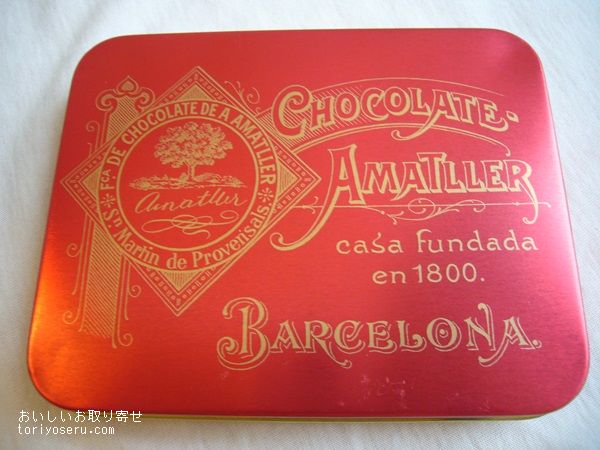 FCA DE CHOCOLATE DE A AMATLLER
Amatller
Sn Martin de Provensals
CHOCOLATE-
AMATLLER
casa fundada
en 1800.
BARCELONA.
おいしいお取り寄せ
toriyoseru.com